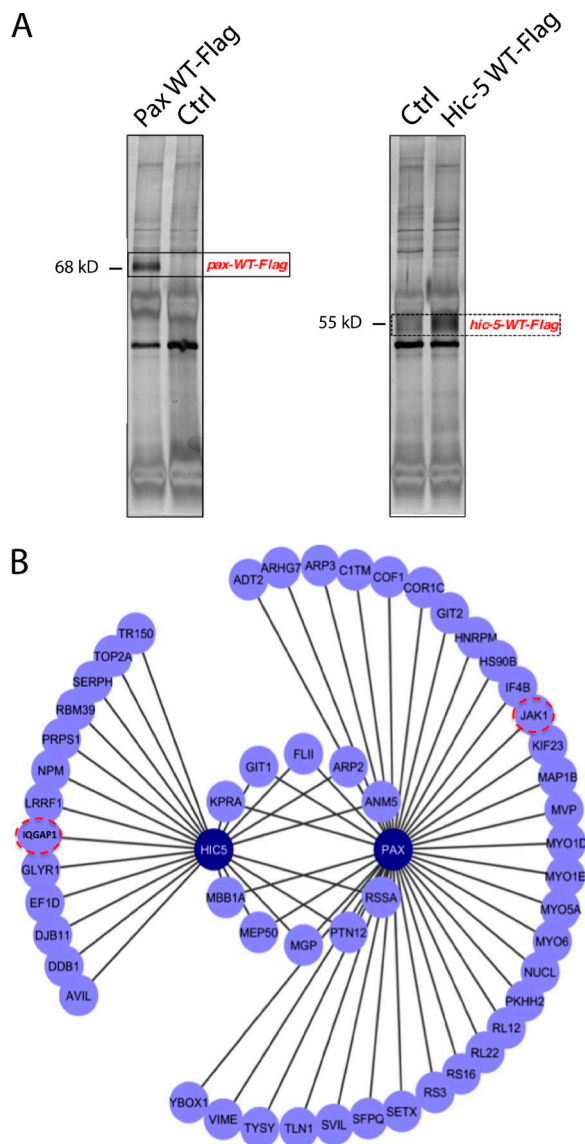 A
Pax WT-Flag
Ctrl
Ctrl
Hic-5 WT-Flag
68 kD
pax-WT-Flag
55 kD
hic-5-WT-Flag
B
TR150
TOP2A
SERPH
RBM39
PRPS1
NPM
LRRF1
IQGAP1
GLYR1
EF1D
DJB11
DDB1
AVIL
HIC5
KPRA
GIT1
FLII
ARP2
ANM5
MBB1A
MEP50
MGP
PTN12
RSSA
PAX
ADT2
ARHG7
ARP3
C1TM
COF1
COR1C
GIT2
HNRPM
HS90B
IF4B
JAK1
KIF23
MAP1B
MVP
MYO1D
MYO1E
MYO5A
MYO6
NUCL
PKHH2
RL12
RL22
RS16
RS3
SETX
SFPQ
SVIL
TLN1
TYSY
VIME
YBOX1